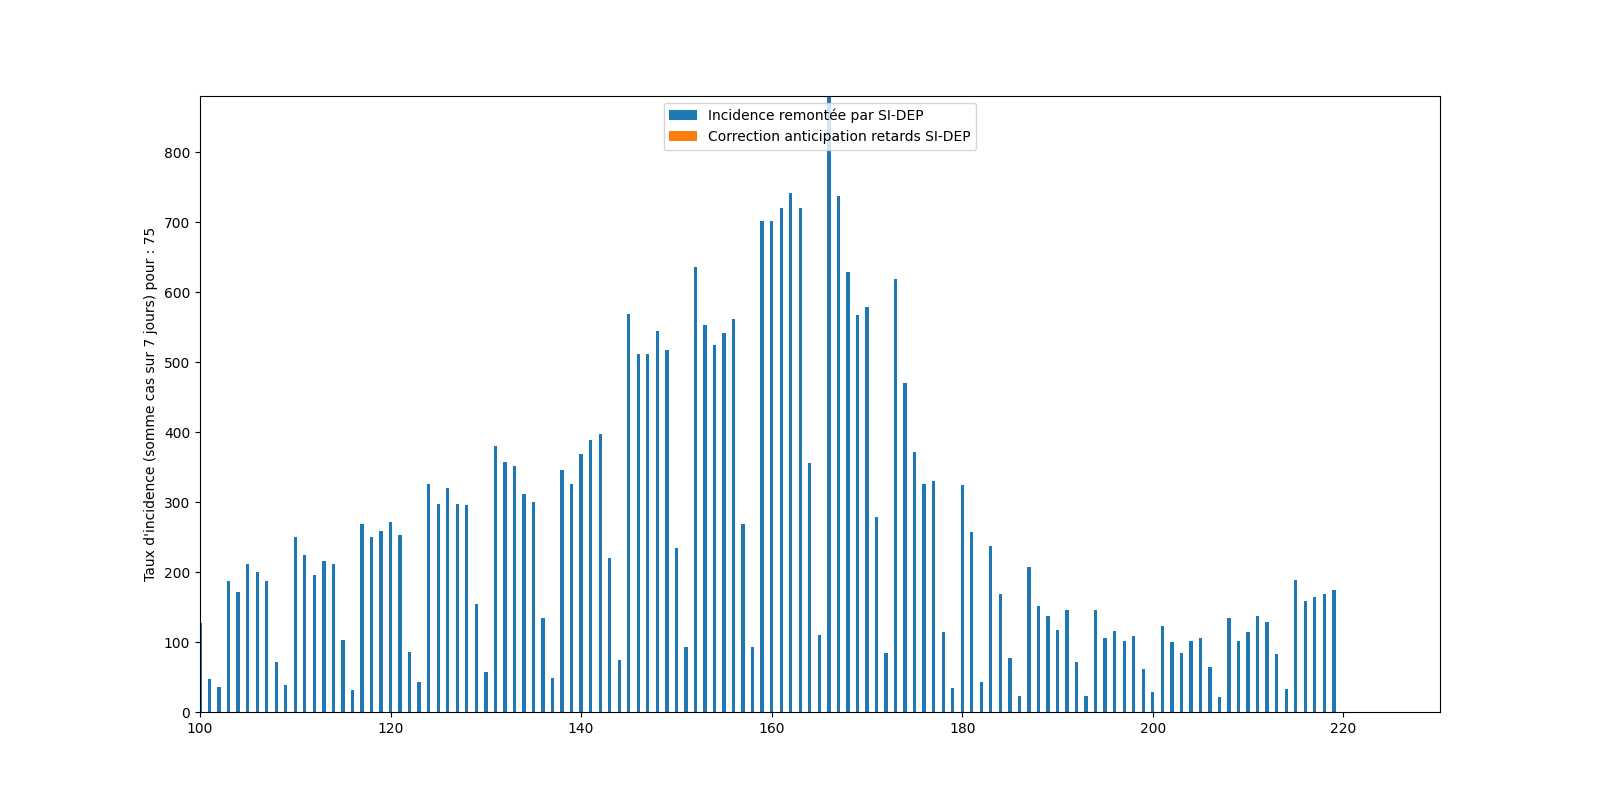 Incidence remontée par SI-DEP
Correction anticipation retards SI-DEP
Taux d'incidence (somme cas sur 7 jours) pour : 75
800
700
600
500
400
300
200
100
0
100 120 140 160 180 200 220